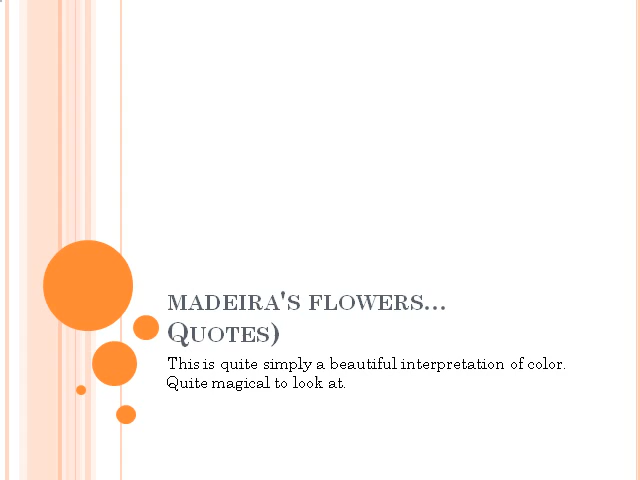 MADEIRA'S FLOWERS...
QUOTES)
This is quite simply a beautiful interpretation of color.
Quite magical to look at.